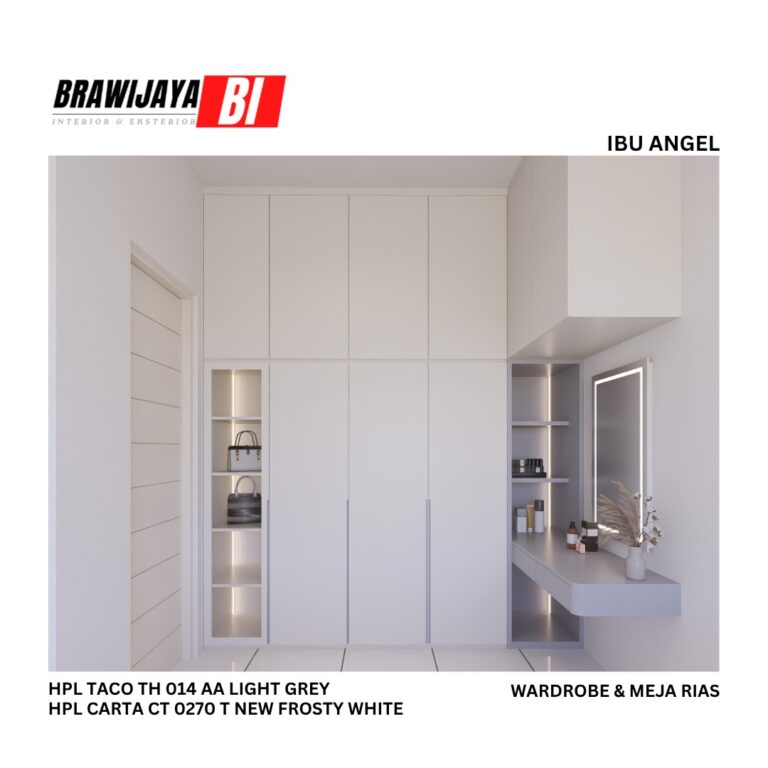 BRAWIJAYA BI
INTERIOR & EKSTERIOR
IBU ANGEL
HPL TACO TH 014 AA LIGHT GREY
HPL CARTA CT 0270 T NEW FROSTY WHITE
WARDROBE & MEJA RIAS